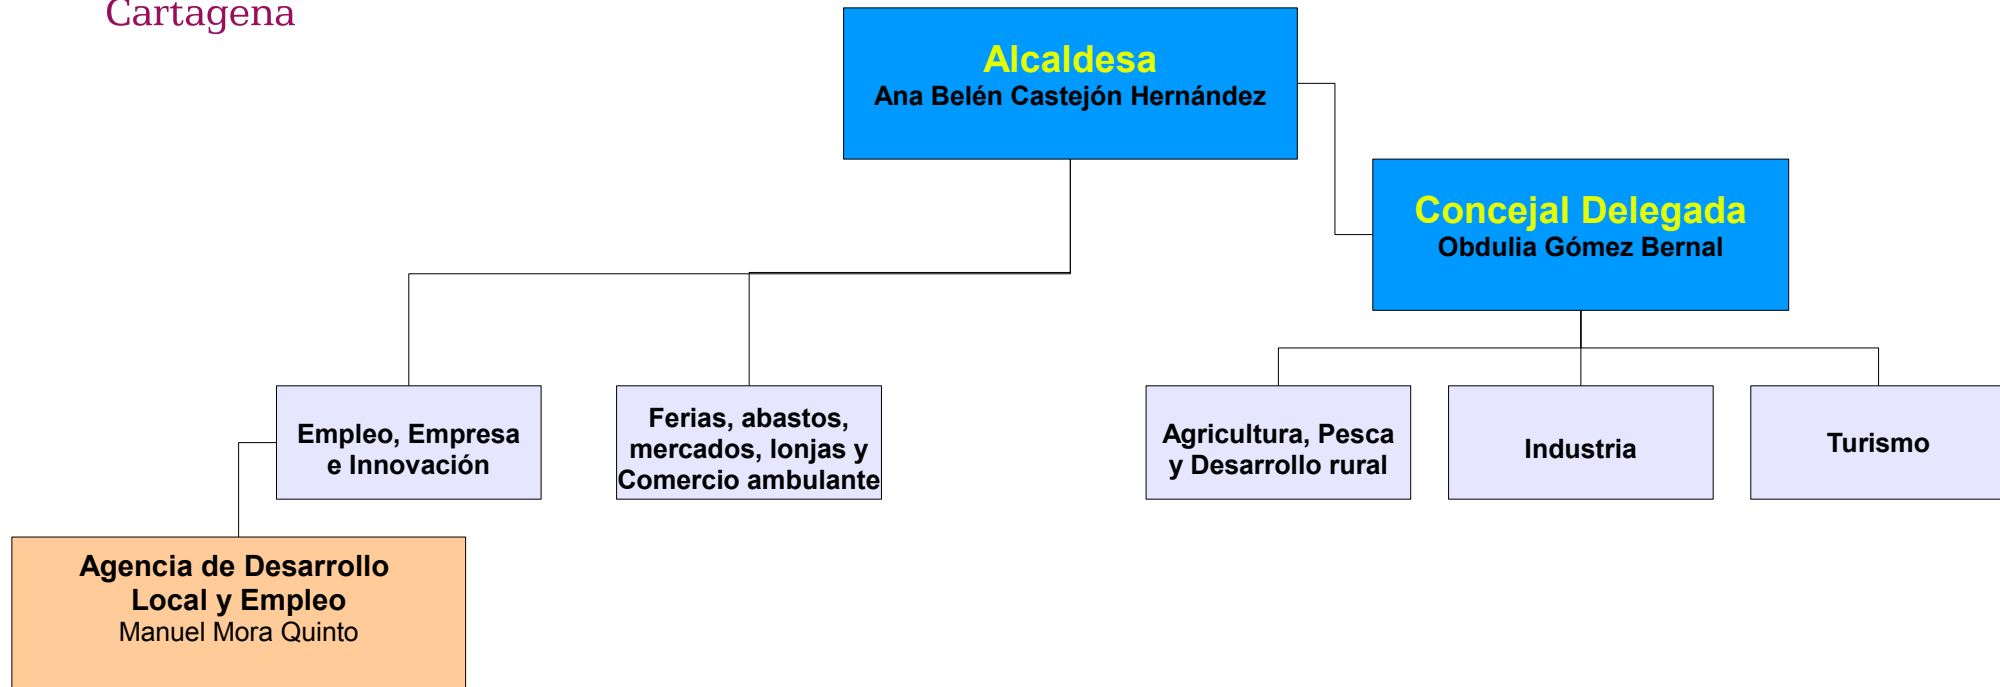 Cartagena
Alcaldesa
Ana Belén Castejón Hernández
Concejal Delegada
Obdulia Gómez Bernal
Empleo, Empresa
e Innovación
Ferias, abastos,
mercados, lonjas y
Comercio ambulante
Agricultura, Pesca
y Desarrollo rural
Industria
Turismo
Agencia de Desarrollo
Local y Empleo
Manuel Mora Quinto